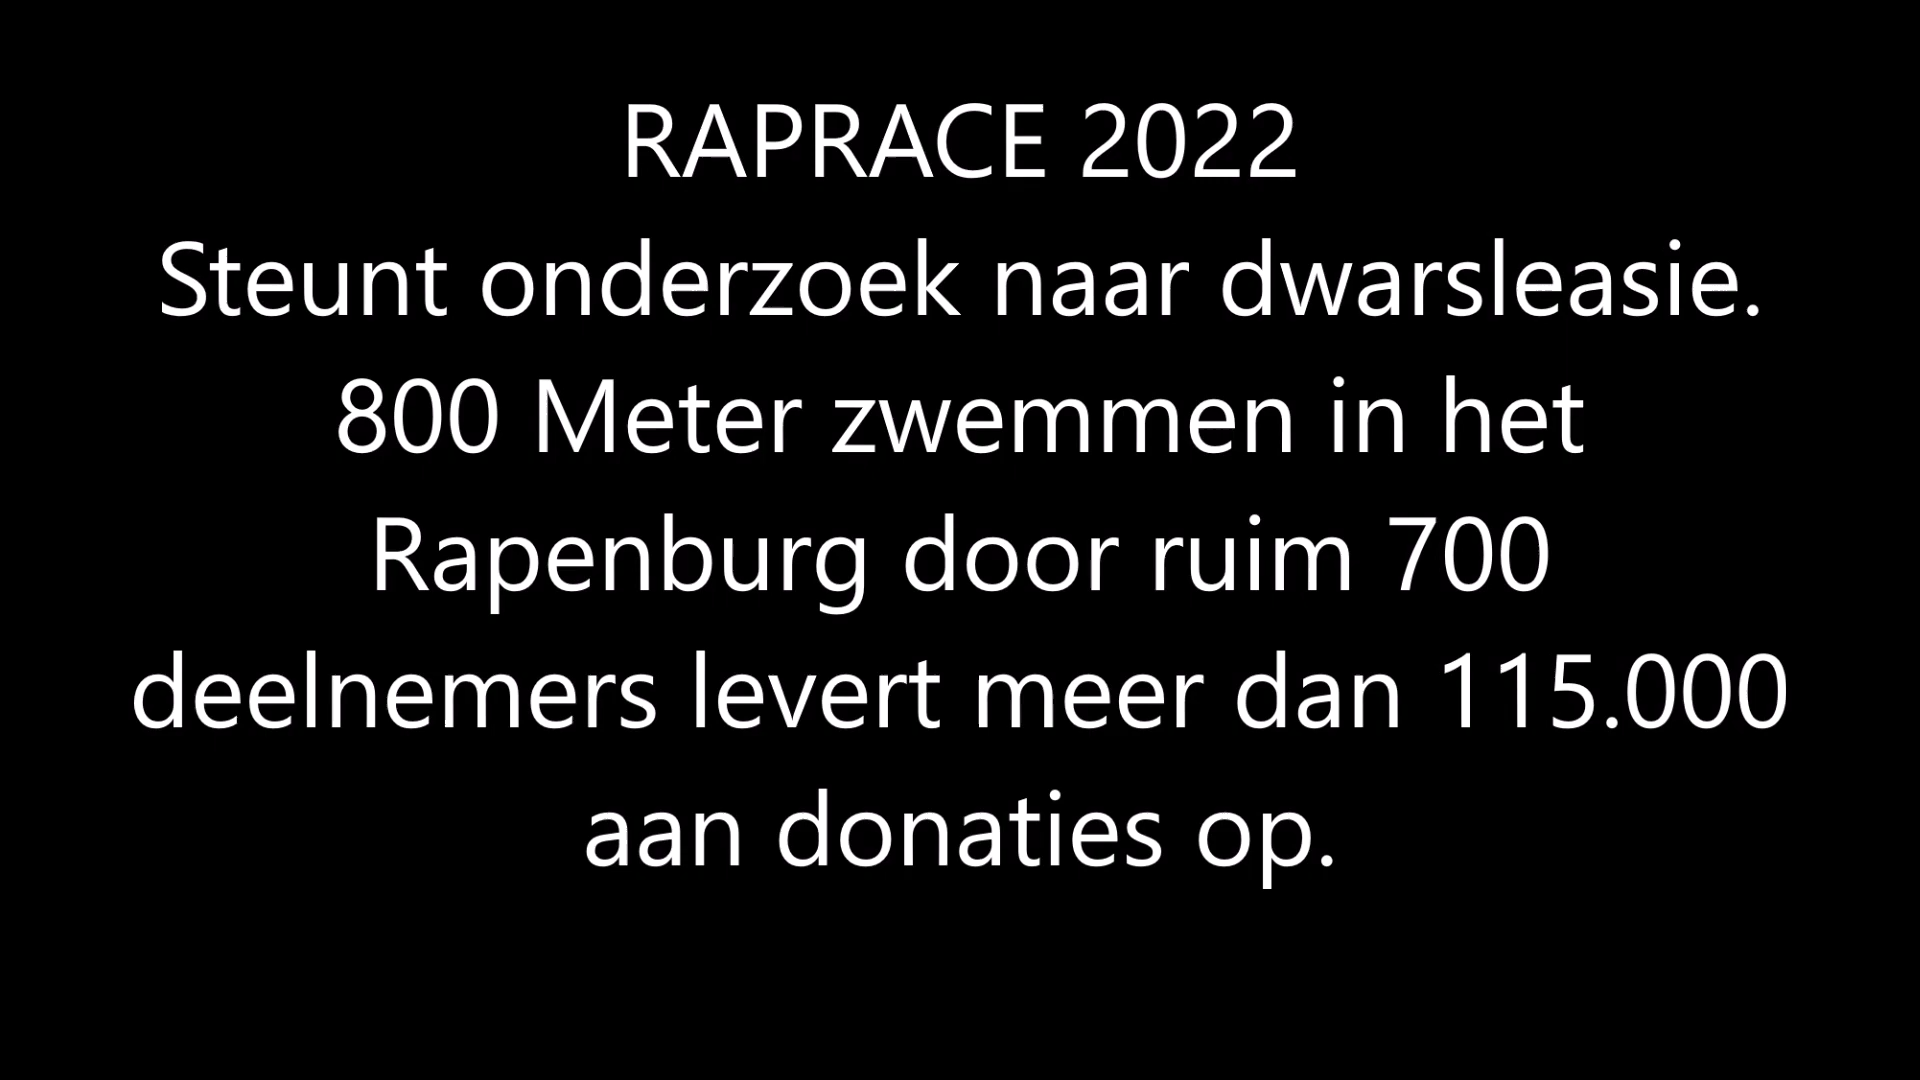 RAPRACE 2022
Steunt onderzoek naar dwarsleasie.
800 Meter zwemmen in het
Rapenburg door ruim 700
deelnemers levert meer dan 115.000
aan donaties op.